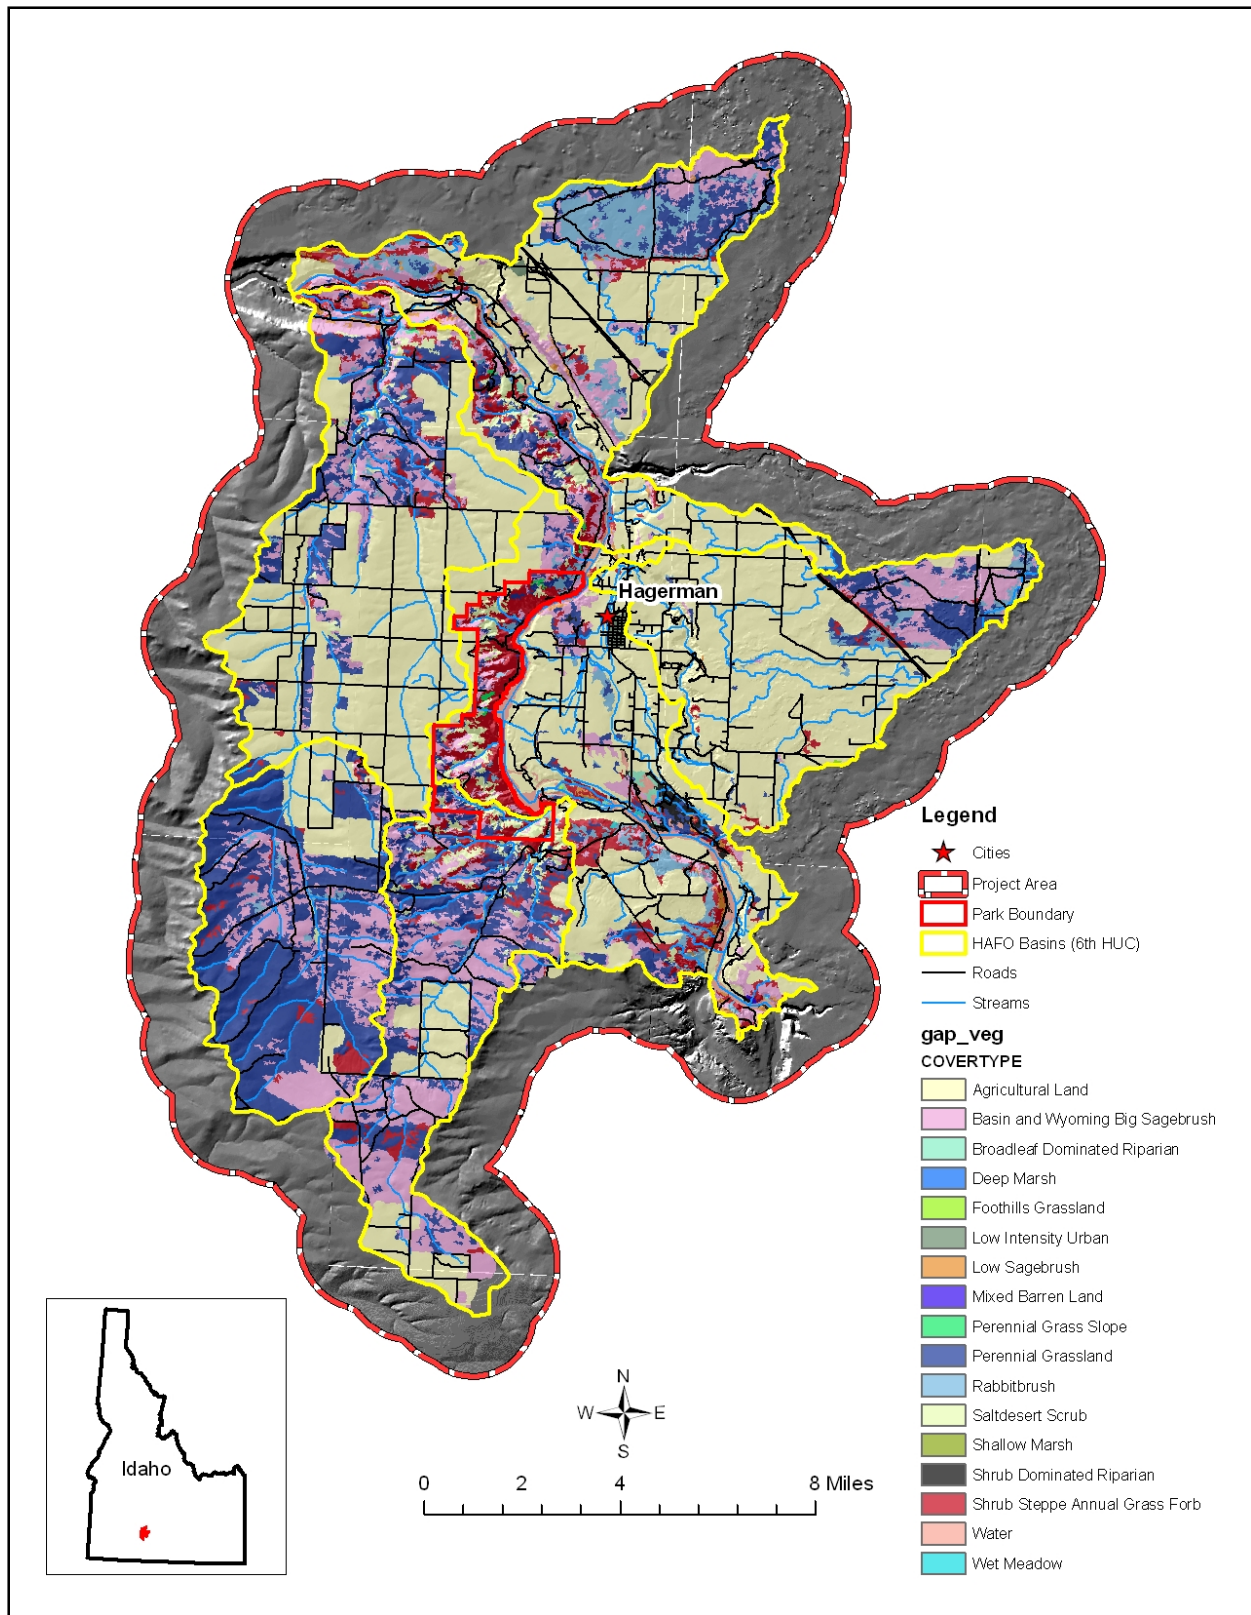 Hagerman
Legend
Cities
Project Area
Park Boundary
HAFO Basins (6th HUC)
Roads
Streams
gap_veg
COVERTYPE
Agricultural Land
Basin and Wyoming Big Sagebrush
Broadleaf Dominated Riparian
Deep Marsh
Foothills Grassland
Low Intensity Urban
Low Sagebrush
Mixed Barren Land
Perennial Grass Slope
Perennial Grassland
Rabbitbrush
Saltdesert Scrub
Shallow Marsh
Shrub Dominated Riparian
Shrub Steppe Annual Grass Forb
Water
Wet Meadow
Idaho
N
W E
S
0 2 4 8 Miles